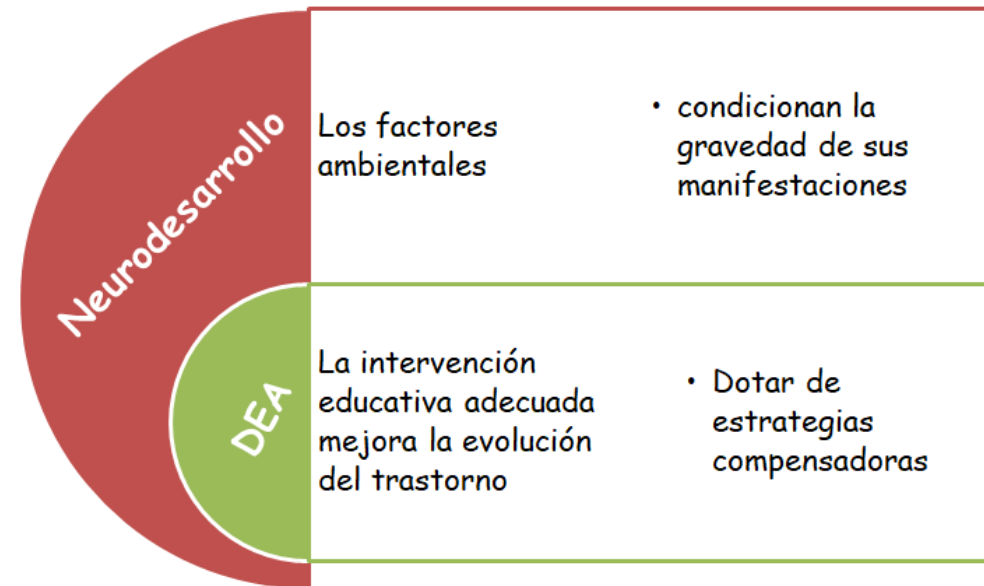 Neurodesarrollo
Los factores
ambientales
• condicionan la
gravedad de sus
manifestaciones
DEA
La intervención
educativa adecuada
mejora la evolución
del trastorno
• Dotar de
estrategias
compensadoras